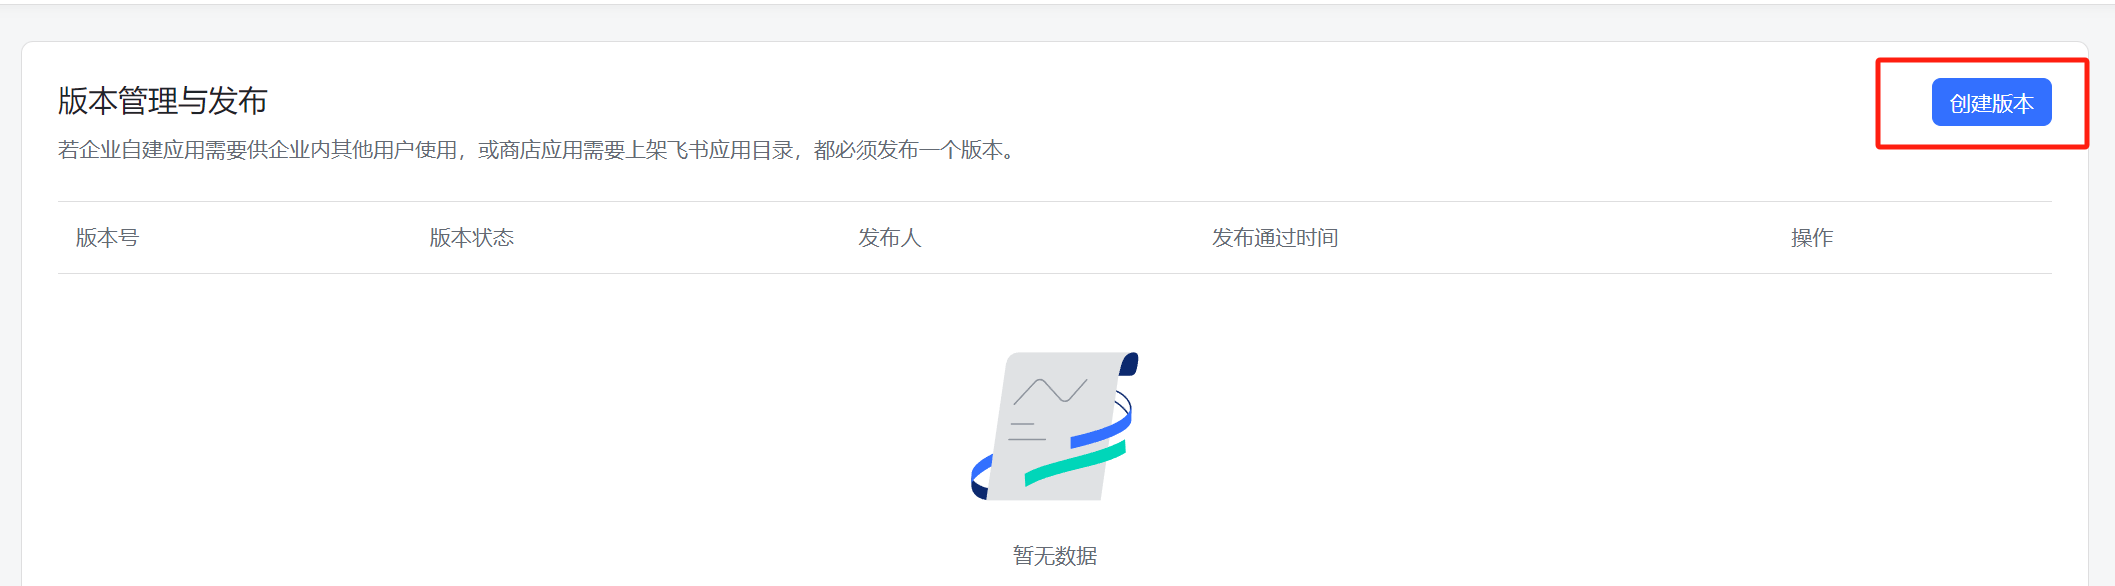 版本管理与发布
创建版本
若企业自建应用需要供企业内其他用户使用，或商店应用需要上架飞书应用目录，都必须发布一个版本。
版本号 版本状态 发布人 发布通过时间 操作
暂无数据